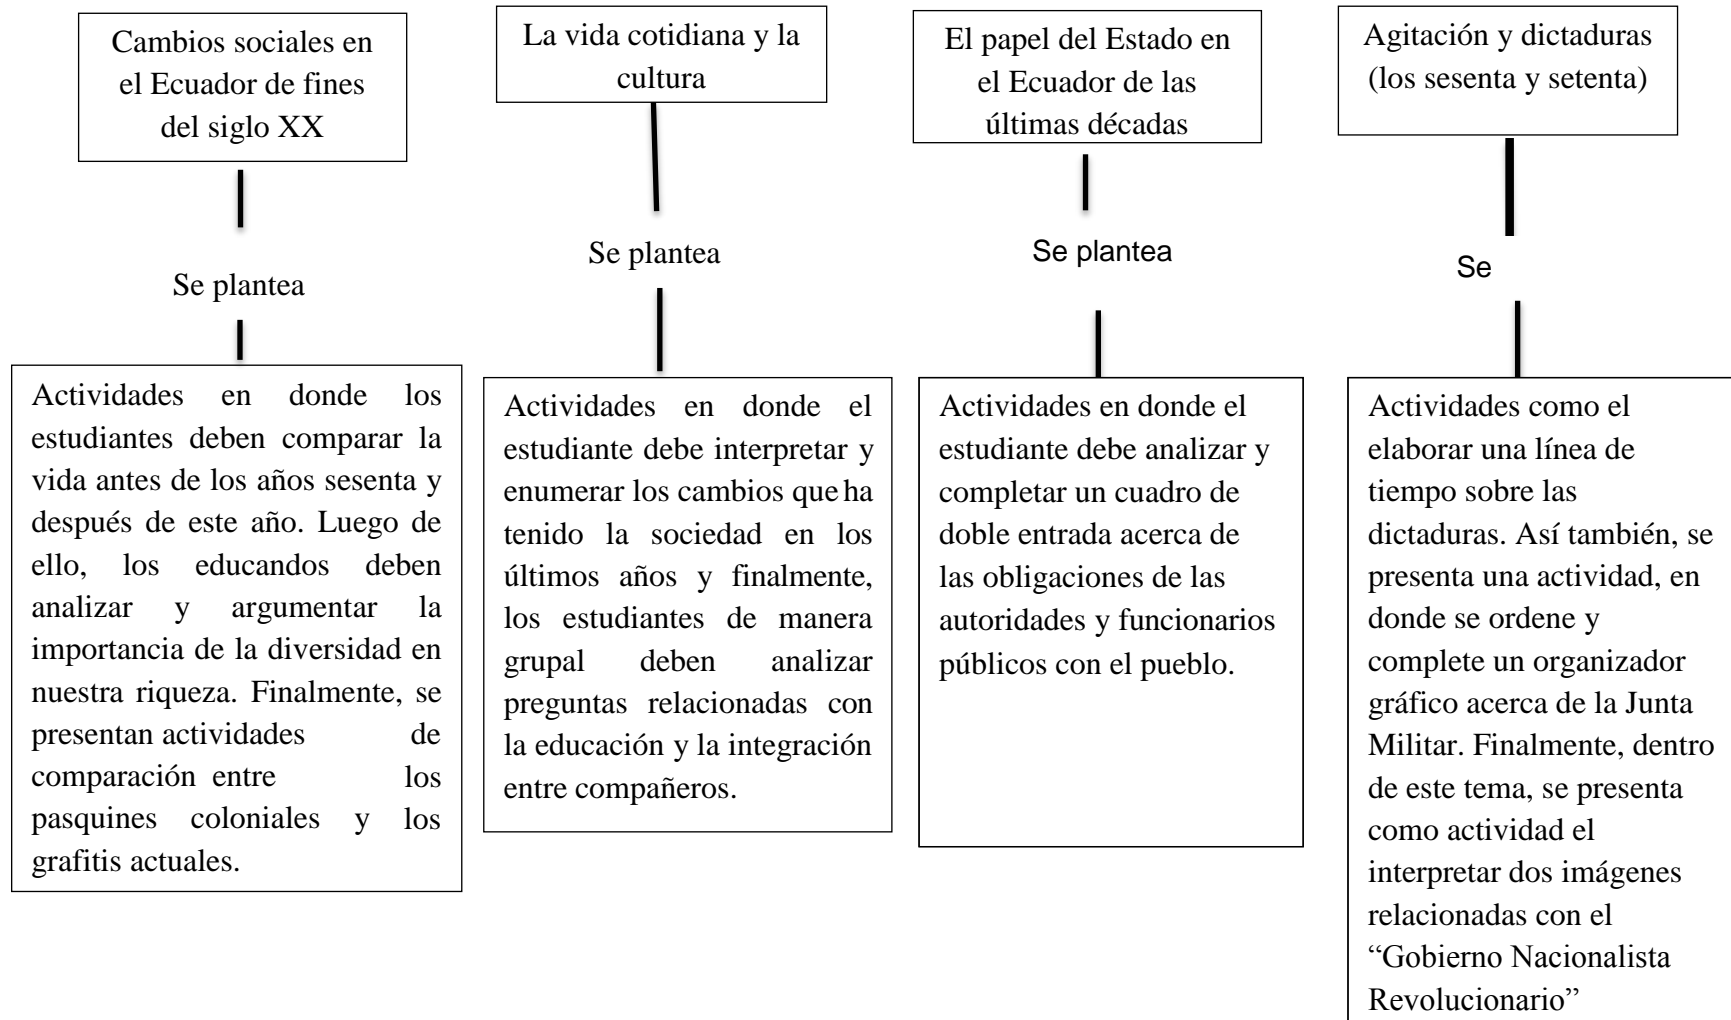 Cambios sociales en
el Ecuador de fines
del siglo XX
Se plantea
Actividades en donde los
estudiantes deben comparar la
vida antes de los años sesenta y
después de este año. Luego de
ello, los educandos deben
analizar y argumentar la
importancia de la diversidad en
nuestra riqueza. Finalmente, se
presentan actividades de
comparación entre los
pasquines coloniales y los
grafitis actuales.
La vida cotidiana y la
cultura
Se plantea
Actividades en donde el
estudiante debe interpretar y
enumerar los cambios que ha
tenido la sociedad en los
últimos años y finalmente,
los estudiantes de manera
grupal deben analizar
preguntas relacionadas con
la educación y la integración
entre compañeros.
El papel del Estado en
el Ecuador de las
últimas décadas
Se plantea
Actividades en donde el
estudiante debe analizar y
completar un cuadro de
doble entrada acerca de
las obligaciones de las
autoridades y funcionarios
públicos con el pueblo.
Agitación y dictaduras
(los sesenta y setenta)
Se
Actividades como el
elaborar una línea de
tiempo sobre las
dictaduras. Así también, se
presenta una actividad, en
donde se ordene y
complete un organizador
gráfico acerca de la Junta
Militar. Finalmente, dentro
de este tema, se presenta
como actividad el
interpretar dos imágenes
relacionadas con el
“Gobierno Nacionalista
Revolucionario”